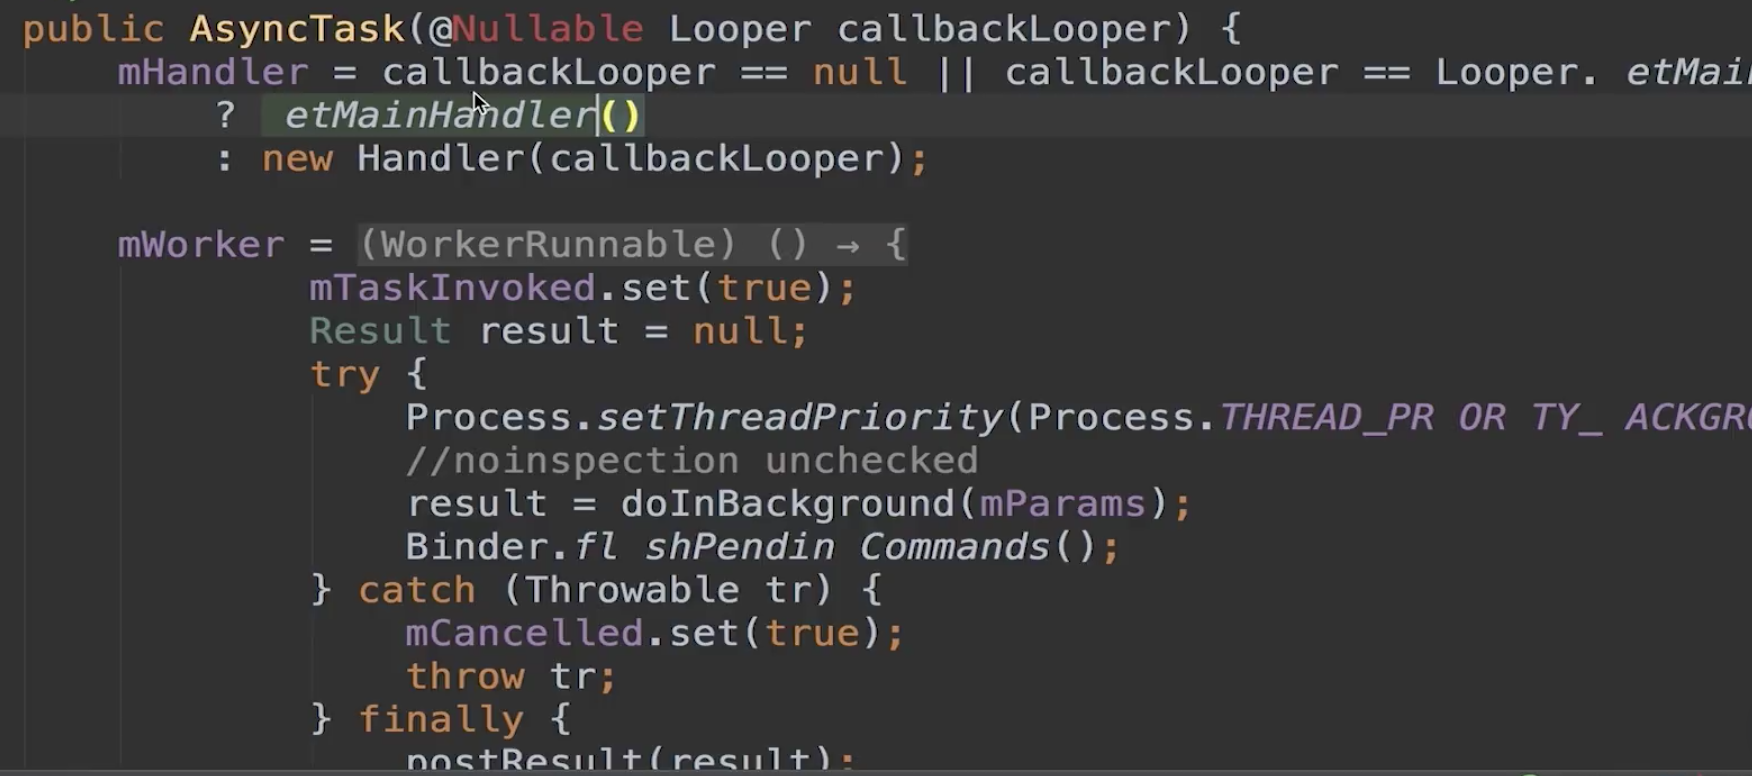 public AsyncTask(@Nullable Looper callbackLooper) {
mHandler = callbackLooper == null || callbackLooper == Looper. etMai
? etMainHandler()
: new Handler(callbackLooper);
mWorker = (WorkerRunnable) () → {
mTaskInvoked.set(true);
Result result = null;
try {
Process.setThreadPriority(Process.THREAD_PR OR TY_ ACKGRO
//noinspection unchecked
result = doInBackground(mParams);
Binder.fl shPendin Commands();
} catch (Throwable tr) {
mCancelled.set(true);
throw tr;
} finally {
postResult(result);